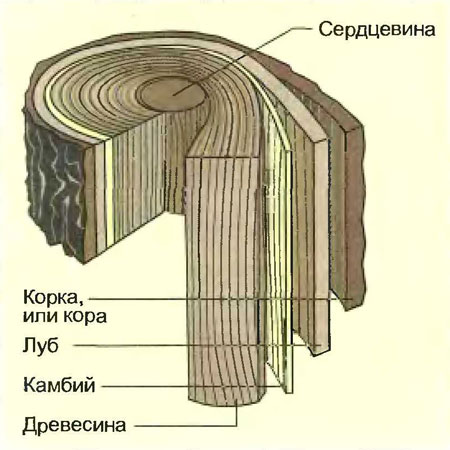 Сердцевина
Корка,
или кора
Луб
Камбий
Древесина